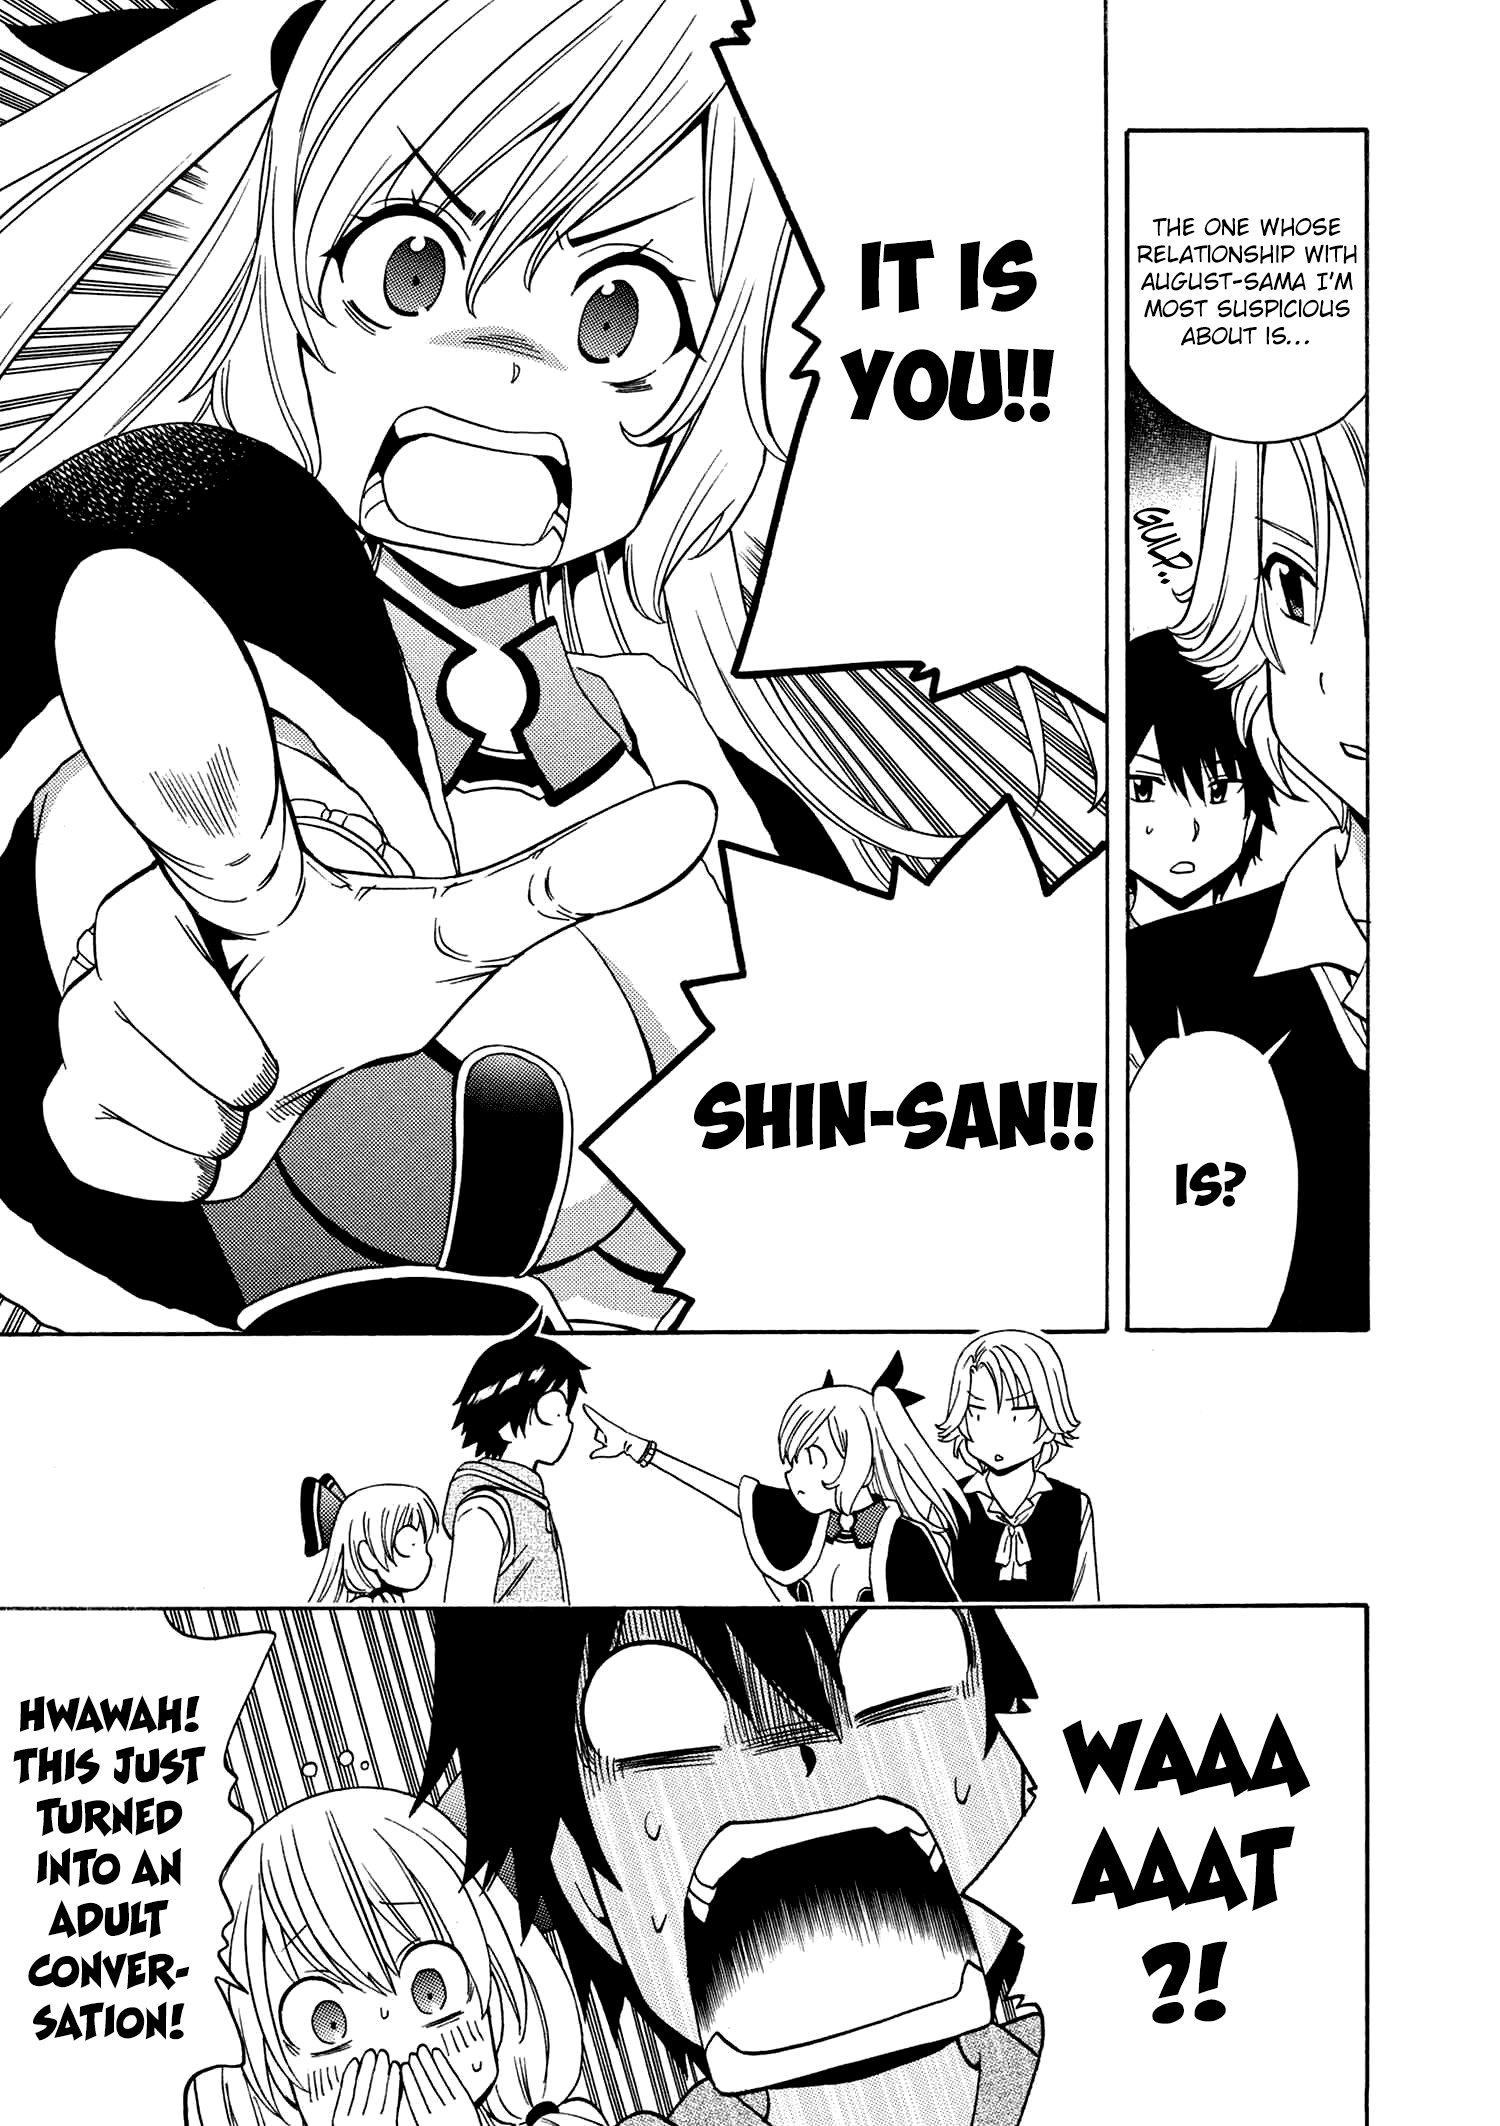 THE ONE WHOSE
RELATIONSHIP WITH
AUGUST-SAMA I'M
MOST SUSPICIOUS
ABOUT IS...
GULP...
IS?
IT IS
YOU!!
SHIN-SAN!!
WAAA
AAAT
?!
HWAWAH!
THIS JUST
TURNED
INTO AN
ADULT
CONVER-
SATION!